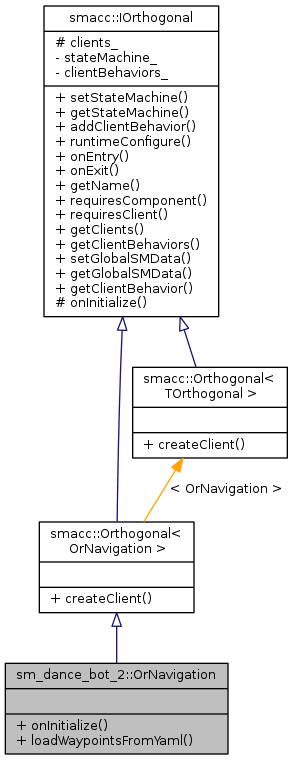 smacc::IOrthogonal
# clients_
- stateMachine_
- clientBehaviors_
+ setStateMachine()
+ getStateMachine()
+ addClientBehavior()
+ runtimeConfigure()
+ onEntry()
+ onExit()
+ getName()
+ requiresComponent()
+ requiresClient()
+ getClients()
+ getClientBehaviors()
+ setGlobalSMData()
+ getGlobalSMData()
+ getClientBehavior()
# onInitialize()
smacc::Orthogonal<
TOrthogonal >
+ createClient()
< OrNavigation >
smacc::Orthogonal<
OrNavigation >
+ createClient()
sm_dance_bot_2::OrNavigation
+ onInitialize()
+ loadWaypointsFromYaml()